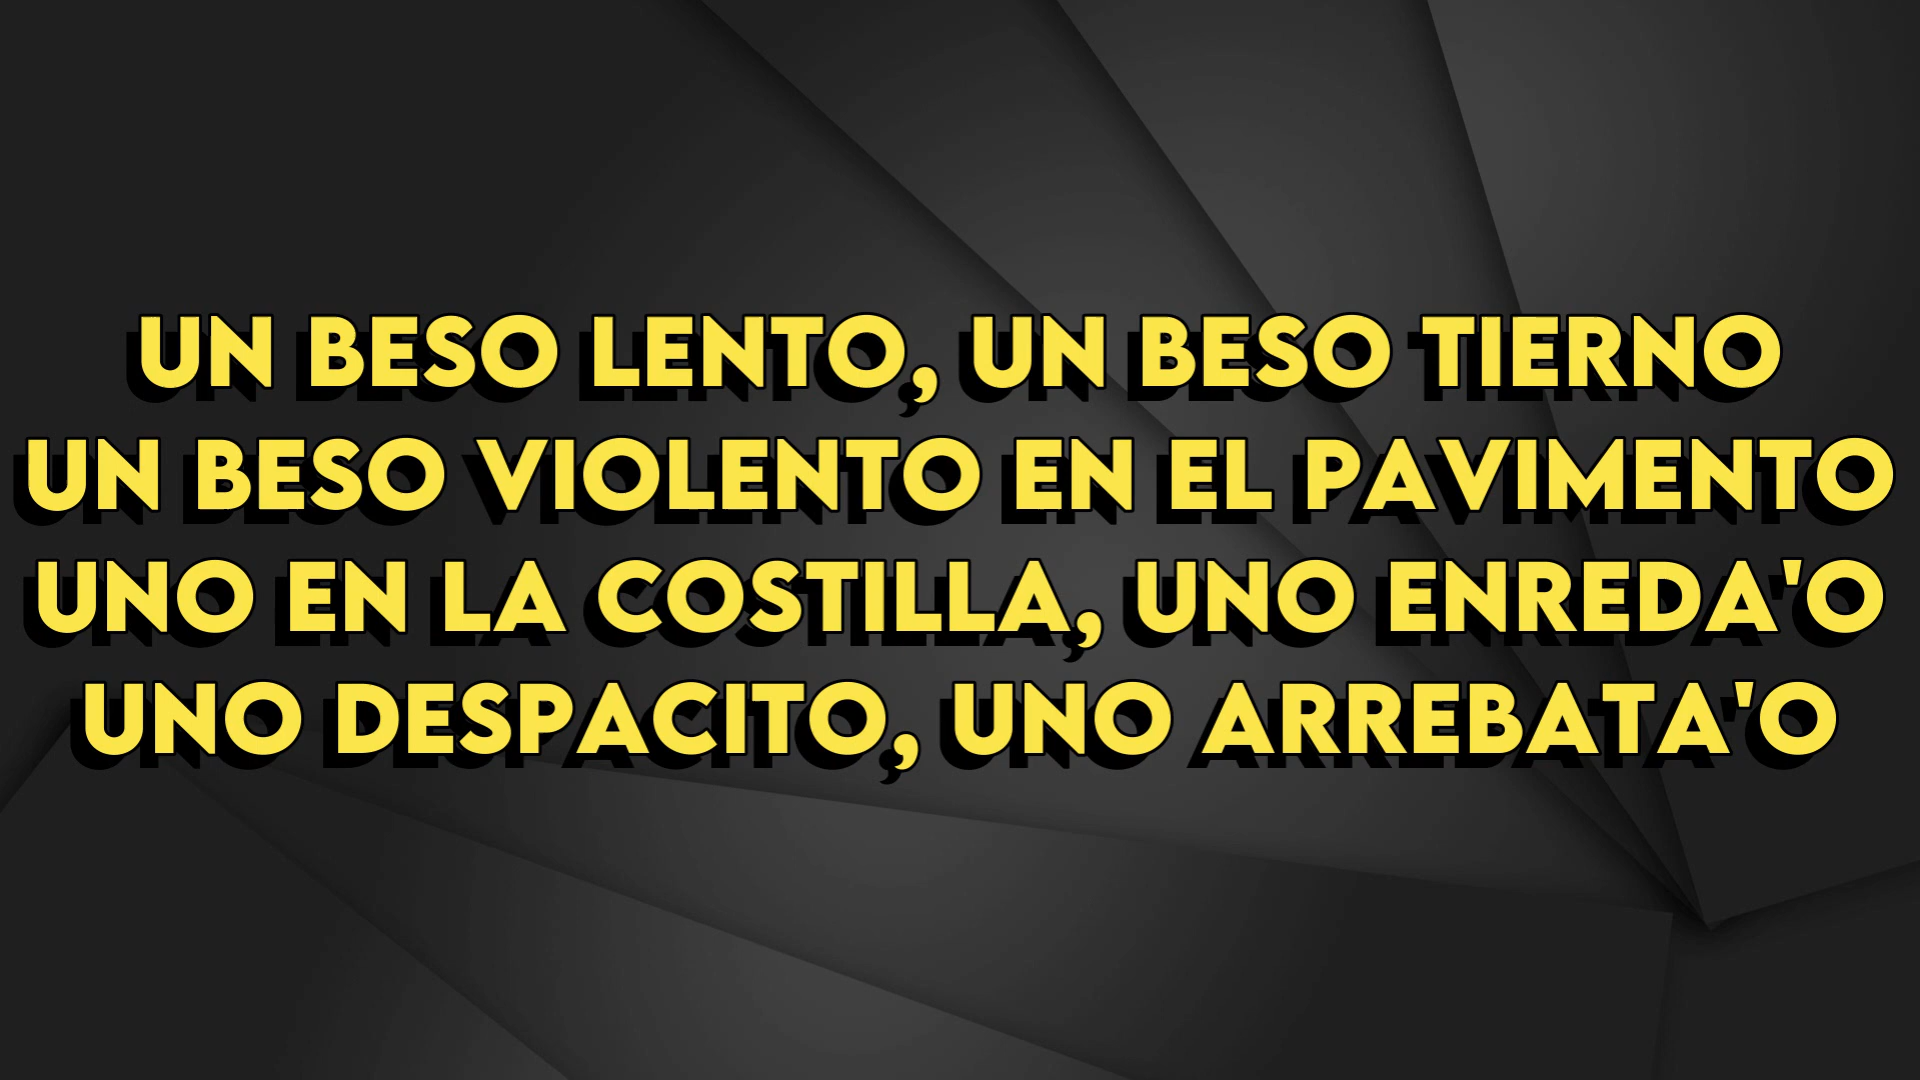 UN BESO LENTO, UN BESO TIERNO
UN BESO VIOLENTO EN EL PAVIMENTO
UNO EN LA COSTILLA, UNO ENREDA'O
UNO DESPACITO, UNO ARREBATA'O